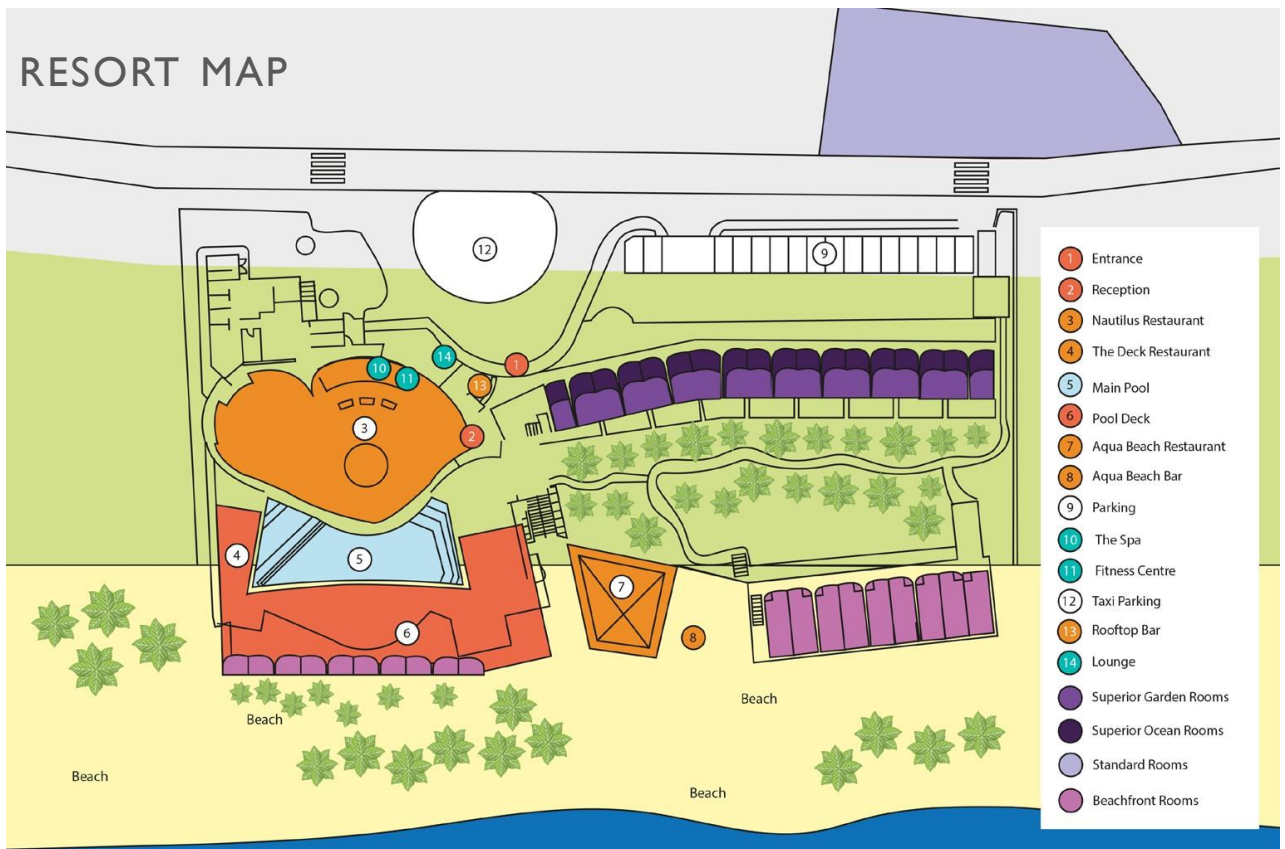 RESORT MAP
12
9
14
1
10
11
13
3
2
4
5
7
6
8
Beach
Beach
Beach
Beach
1 Entrance
2 Reception
3 Nautilus Restaurant
4 The Deck Restaurant
5 Main Pool
6 Pool Deck
7 Aqua Beach Restaurant
8 Aqua Beach Bar
9 Parking
10 The Spa
11 Fitness Centre
12 Taxi Parking
13 Rooftop Bar
14 Lounge
Superior Garden Rooms
Superior Ocean Rooms
Standard Rooms
Beachfront Rooms